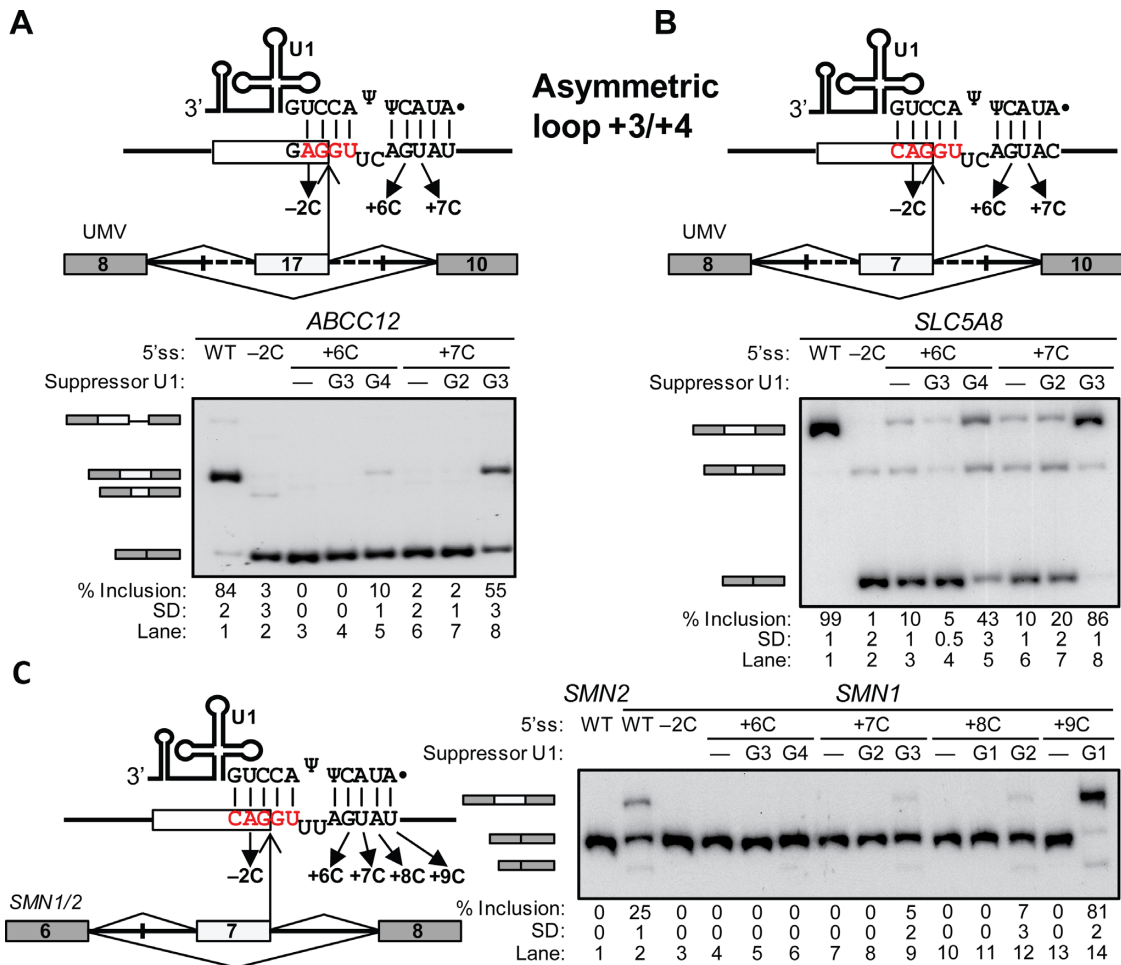 A
U1
3’
GUCCA Ψ ΨCAUA•
GAGGU UC AGUAU
–2C
+6C
+7C
UMV
8
17
10
ABCC12
5’ss: WT –2C +6C +7C
Suppressor U1: — G3 G4 — G2 G3
% Inclusion: 84 3 0 0 10 2 2 55
SD: 2 3 0 0 1 2 1 3
Lane: 1 2 3 4 5 6 7 8
Asymmetric
loop +3/+4
B
U1
3’
GUCCA Ψ ΨCAUA•
CAGGU UC AGUAC
–2C
+6C
+7C
UMV
8
7
10
SLC5A8
5’ss: WT –2C +6C +7C
Suppressor U1: — G3 G4 — G2 G3
% Inclusion: 99 1 10 5 43 10 20 86
SD: 1 2 1 0.5 3 1 2 1
Lane: 1 2 3 4 5 6 7 8
C
U1
3’
GUCCA Ψ ΨCAUA•
CAGGU UU AGUAU
–2C
+6C +7C +8C +9C
SMN1/2
6
7
8
SMN2 SMN1
5’ss: WT WT –2C +6C +7C +8C +9C
Suppressor U1: — G3 G4 — G2 G3 — G1 G2 — G1
% Inclusion: 0 25 0 0 0 0 0 0 5 0 0 7 0 81
SD: 0 1 0 0 0 0 0 0 2 0 0 3 0 2
Lane: 1 2 3 4 5 6 7 8 9 10 11 12 13 14